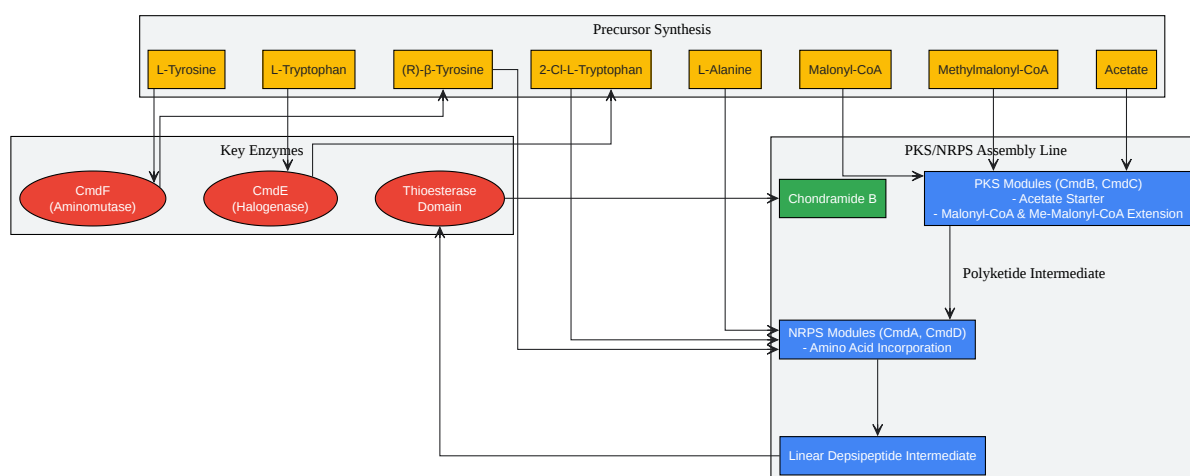 Precursor Synthesis
L-Tyrosine
L-Tryptophan
(R)-β-Tyrosine
2-Cl-L-Tryptophan
L-Alanine
Malonyl-CoA
Methylmalonyl-CoA
Acetate
Key Enzymes
CmdF
(Aminomutase)
CmdE
(Halogenase)
Thioesterase
Domain
PKS/NRPS Assembly Line
Chondramide B
PKS Modules (CmdB, CmdC)
- Acetate Starter
- Malonyl-CoA & Me-Malonyl-CoA Extension
Polyketide Intermediate
NRPS Modules (CmdA, CmdD)
- Amino Acid Incorporation
Linear Depsipeptide Intermediate